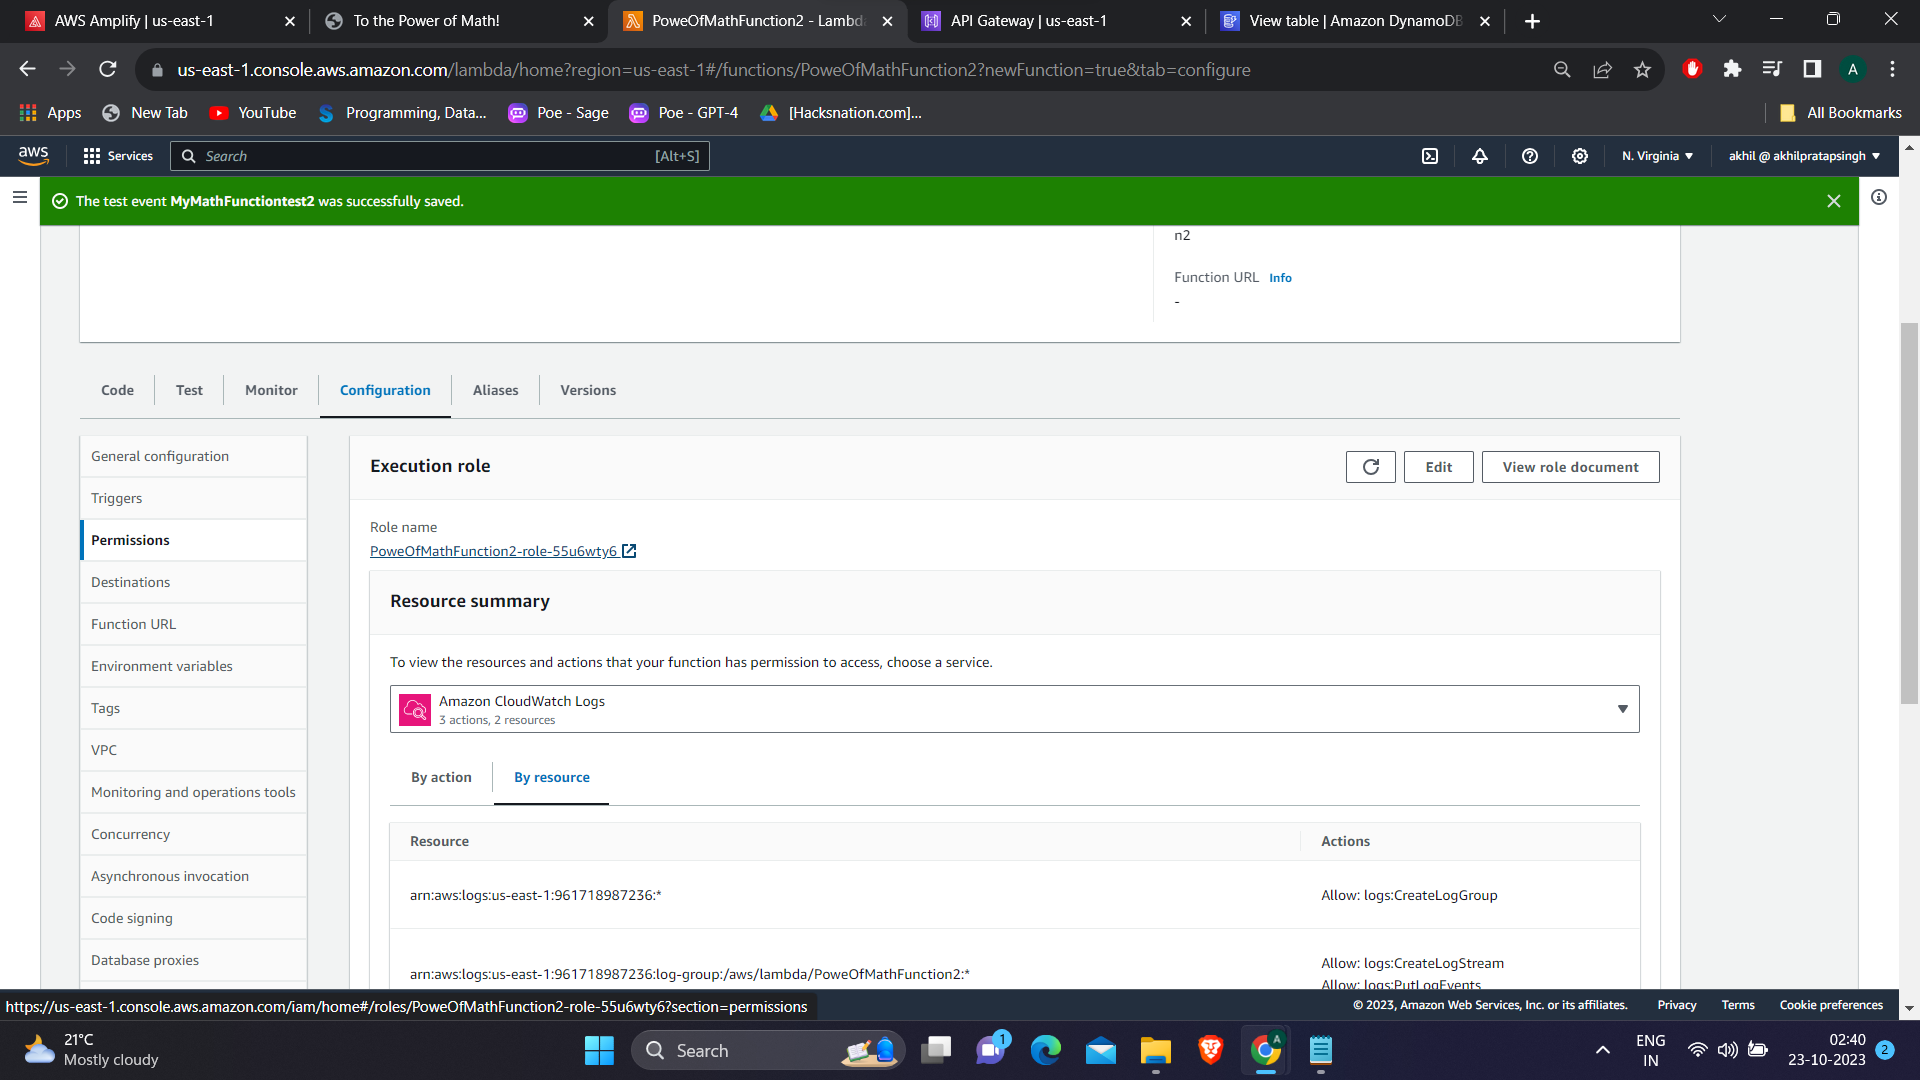 AWS Amplify | us-east-1
To the Power of Math!
PoweOfMathFunction2 - Lambda
API Gateway | us-east-1
View table | Amazon DynamoDB
us-east-1.console.aws.amazon.com/lambda/home?region=us-east-1#/functions/PoweOfMathFunction2?newFunction=true&tab=configure
A
Apps
New Tab
YouTube
Programming, Data...
Poe - Sage
Poe - GPT-4
[Hacksnation.com]...
All Bookmarks
aws
Services
Search
[Alt+S]
N. Virginia
akhil @ akhilpratapsingh
The test event MyMathFunctiontest2 was successfully saved.
n2
Function URL Info
-
Code
Test
Monitor
Configuration
Aliases
Versions
General configuration
Triggers
Permissions
Destinations
Function URL
Environment variables
Tags
VPC
Monitoring and operations tools
Concurrency
Asynchronous invocation
Code signing
Database proxies
Execution role
Edit
View role document
Role name
PoweOfMathFunction2-role-55u6wty6
Resource summary
To view the resources and actions that your function has permission to access, choose a service.
Amazon CloudWatch Logs
3 actions, 2 resources
By action
By resource
Resource
Actions
arn:aws:logs:us-east-1:961718987236:*
Allow: logs:CreateLogGroup
arn:aws:logs:us-east-1:961718987236:log-group:/aws/lambda/PoweOfMathFunction2:*
Allow: logs:CreateLogStream
Allow: logs:PutLogEvents
https://us-east-1.console.aws.amazon.com/iam/home#/roles/PoweOfMathFunction2-role-55u6wty6?section=permissions
© 2023, Amazon Web Services, Inc. or its affiliates.
Privacy
Terms
Cookie preferences
21°C
Mostly cloudy
Search
1
A
ENG
IN
02:40
23-10-2023
2